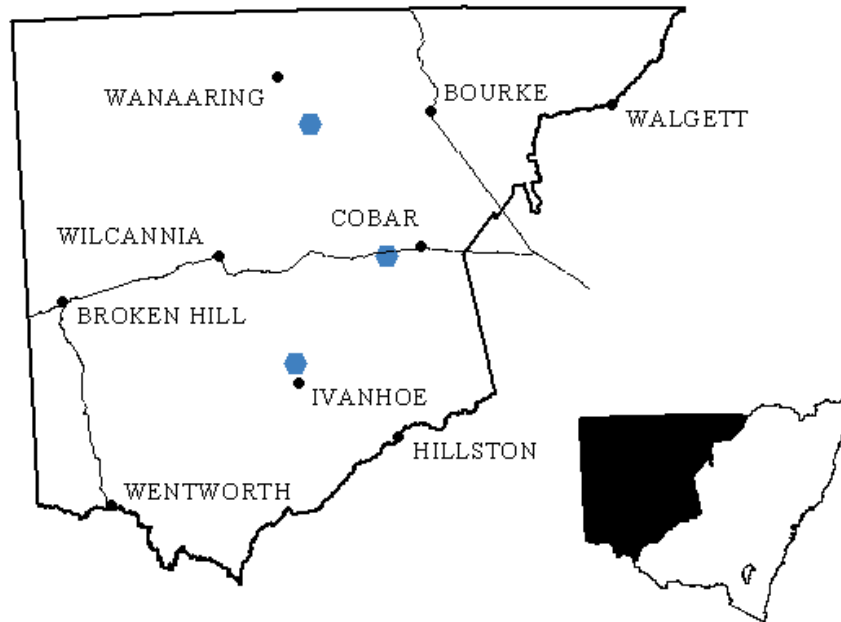 WANAARING
BOURKE
WALGETT
COBAR
WILCANNIA
BROKEN HILL
IVANHOE
HILLSTON
WENTWORTH